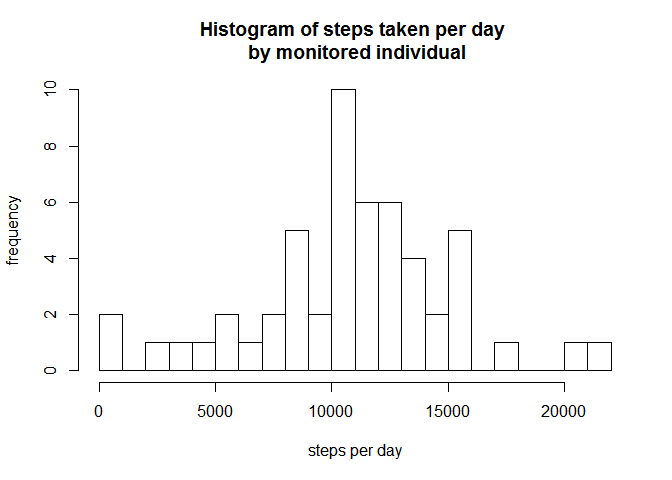 Histogram of steps taken per day
by monitored individual
frequency
10
8
6
4
2
0
0 5000 10000 15000 20000
steps per day